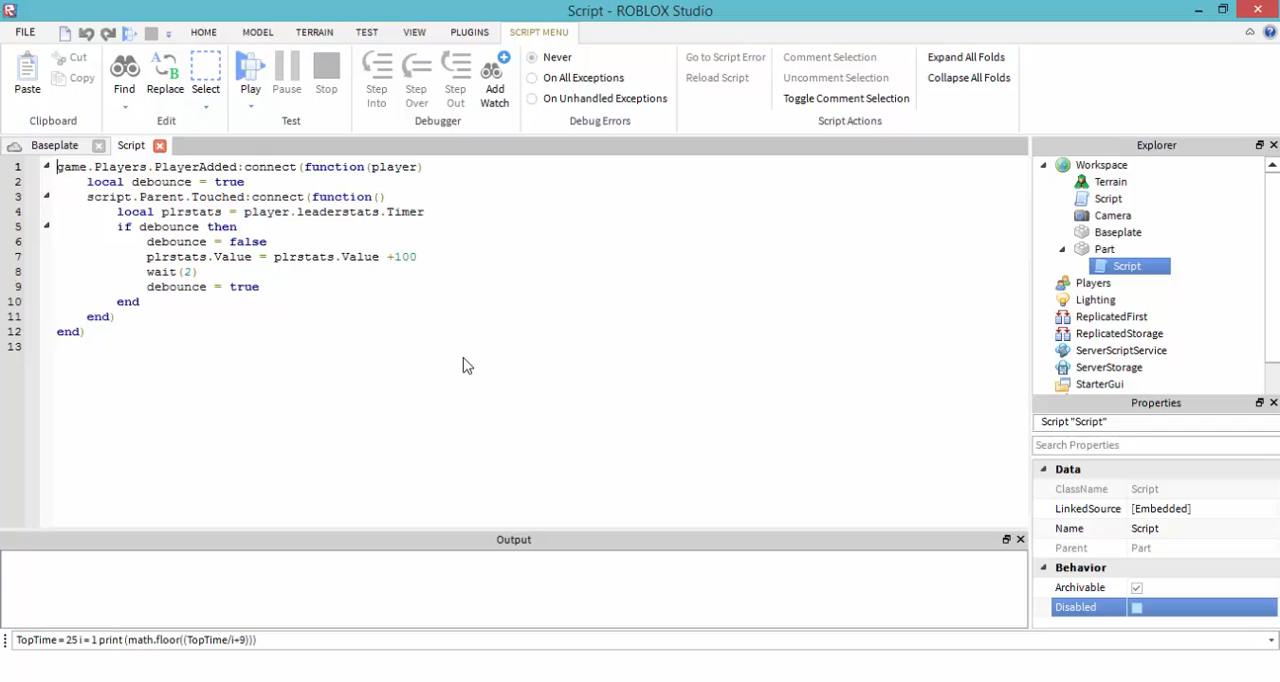 Script - ROBLOX Studio
FILE
HOME
MODEL
TERRAIN
TEST
VIEW
PLUGINS
SCRIPT MENU
Paste
Cut
Copy
Clipboard
Find
Replace
Select
Edit
Play
Pause
Stop
Test
Step Into
Step Over
Step Out
Add Watch
Debugger
Never
On All Exceptions
On Unhandled Exceptions
Debug Errors
Go to Script Error
Reload Script
Comment Selection
Uncomment Selection
Toggle Comment Selection
Script Actions
Expand All Folds
Collapse All Folds
Baseplate
Script
1 game.Players.PlayerAdded:connect(function(player)
2 local debounce = true
3 script.Parent.Touched:connect(function()
4 local plrstats = player.leaderstats.Timer
5 if debounce then
6 debounce = false
7 plrstats.Value = plrstats.Value +100
8 wait(2)
9 debounce = true
10 end
11 end)
12 end)
13
Output
TopTime = 25 i = 1 print (math.floor((TopTime/i+9)))
Explorer
Workspace
Terrain
Script
Camera
Baseplate
Part
Script
Players
Lighting
ReplicatedFirst
ReplicatedStorage
ServerScriptService
ServerStorage
StarterGui
Properties
Script "Script"
Search Properties
Data
ClassName Script
LinkedSource [Embedded]
Name Script
Parent Part
Behavior
Archivable
Disabled